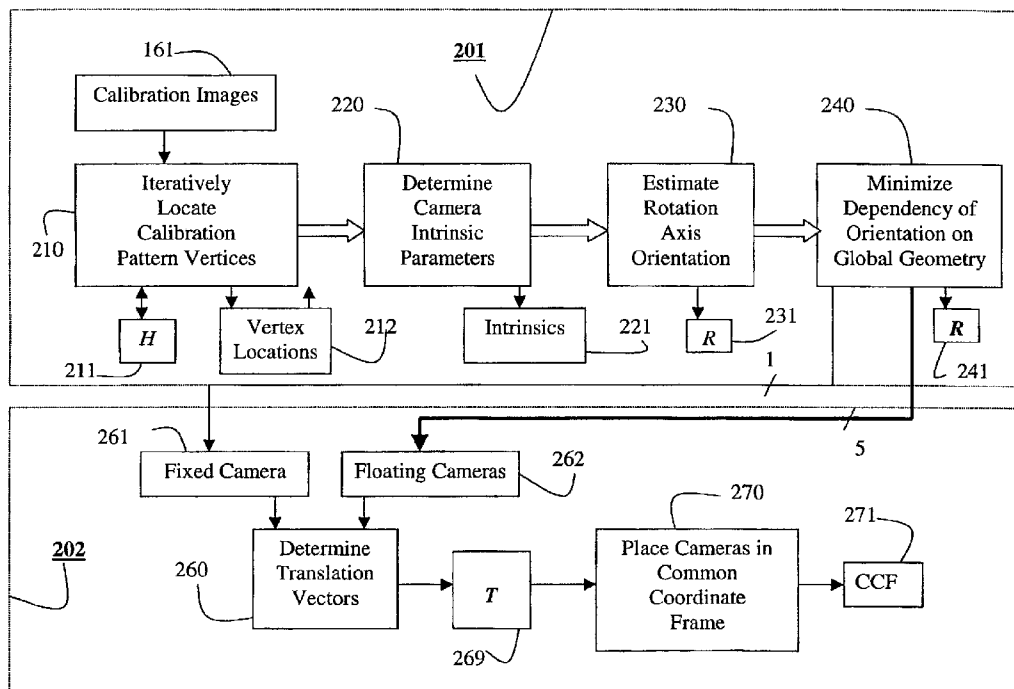 161
201
Calibration Images
220
230
240
Iteratively
Locate
Calibration
Pattern Vertices
Determine
Camera
Intrinsic
Parameters
Estimate
Rotation
Axis
Orientation
Minimize
Dependency of
Orientation on
Global Geometry
210
H
211
Vertex
Locations
212
Intrinsics
221
R
231
R
241
1
5
261
Fixed Camera
Floating Cameras
262
270
271
202
260
Determine
Translation
Vectors
T
269
Place Cameras in
Common
Coordinate
Frame
CCF